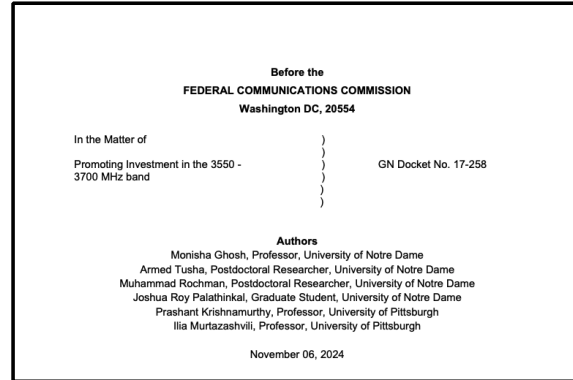 Before the
FEDERAL COMMUNICATIONS COMMISSION
Washington DC, 20554
In the Matter of )
)
Promoting Investment in the 3550 - ) GN Docket No. 17-258
3700 MHz band )
)
)
Authors
Monisha Ghosh, Professor, University of Notre Dame
Armed Tusha, Postdoctoral Researcher, University of Notre Dame
Muhammad Rochman, Postdoctoral Researcher, University of Notre Dame
Joshua Roy Palathinkal, Graduate Student, University of Notre Dame
Prashant Krishnamurthy, Professor, University of Pittsburgh
Ilia Murtazashvili, Professor, University of Pittsburgh
November 06, 2024